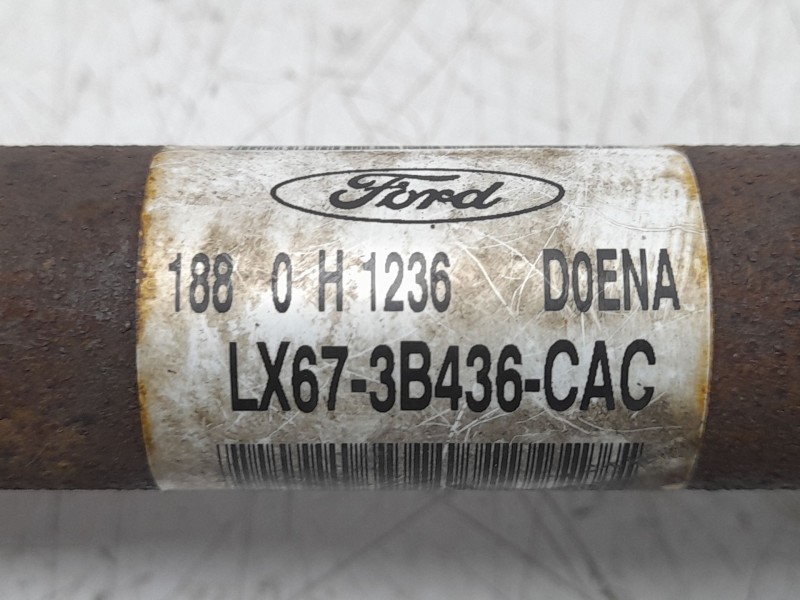 Ford
188 0 H 1236 D0ENA
LX67-3B436-CAC